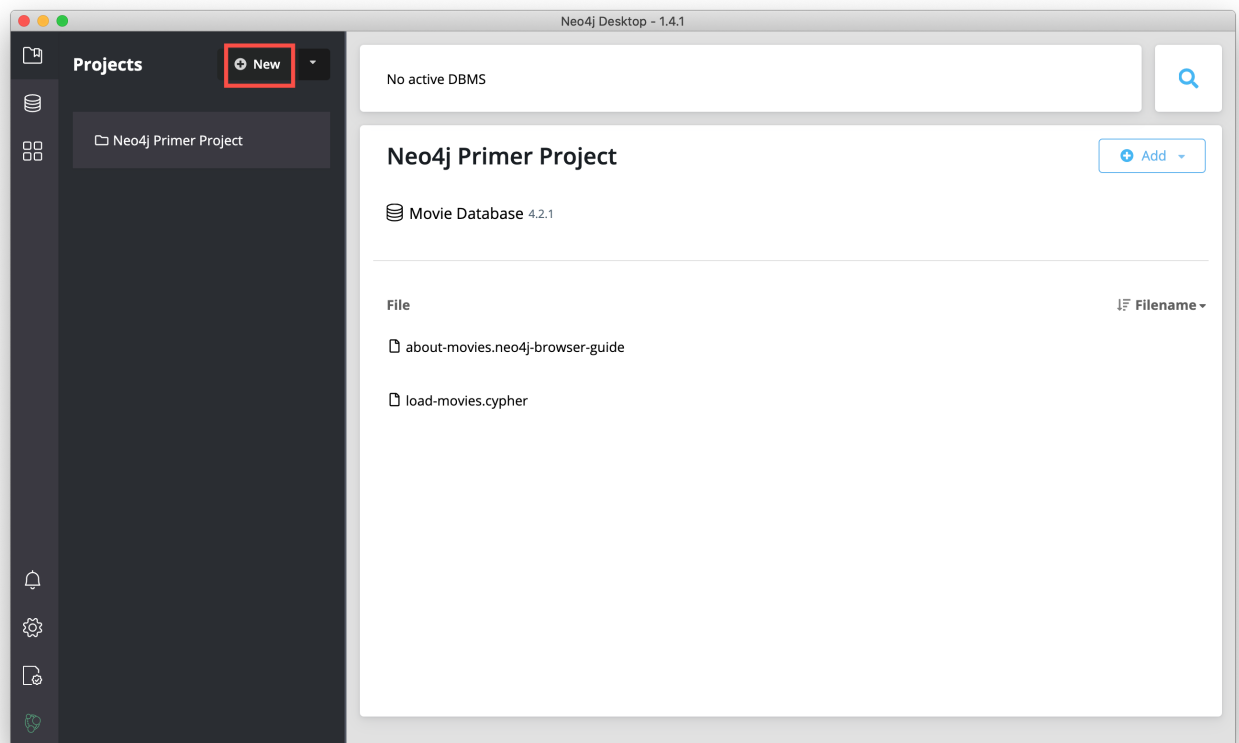 Neo4j Desktop - 1.4.1
Projects
New
Neo4j Primer Project
No active DBMS
Neo4j Primer Project
Add
Movie Database 4.2.1
File
Filename
about-movies.neo4j-browser-guide
load-movies.cypher